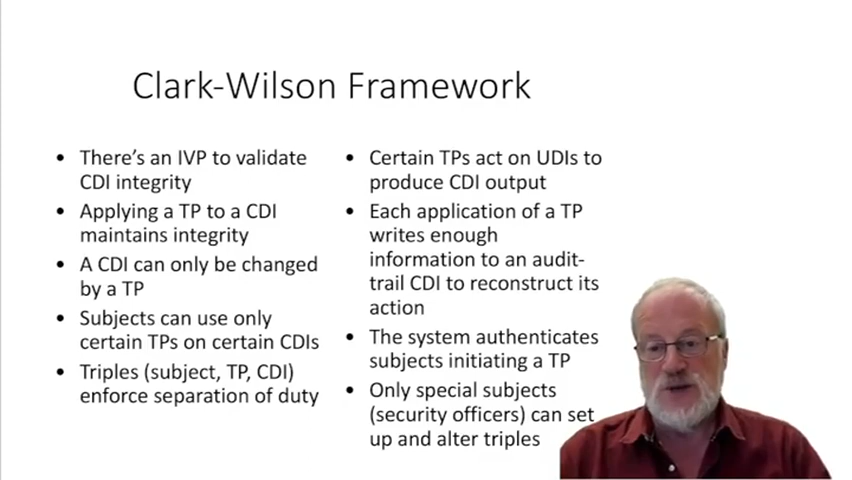 Clark-Wilson Framework
• There's an IVP to validate
CDI integrity
• Applying a TP to a CDI
maintains integrity
• A CDI can only be changed
by a TP
• Subjects can use only
certain TPs on certain CDIs
• Triples (subject, TP, CDI)
enforce separation of duty
• Certain TPs act on UDIs to
produce CDI output
• Each application of a TP
writes enough
information to an audit-
trail CDI to reconstruct its
action
• The system authenticates
subjects initiating a TP
• Only special subjects
(security officers) can set
up and alter triples